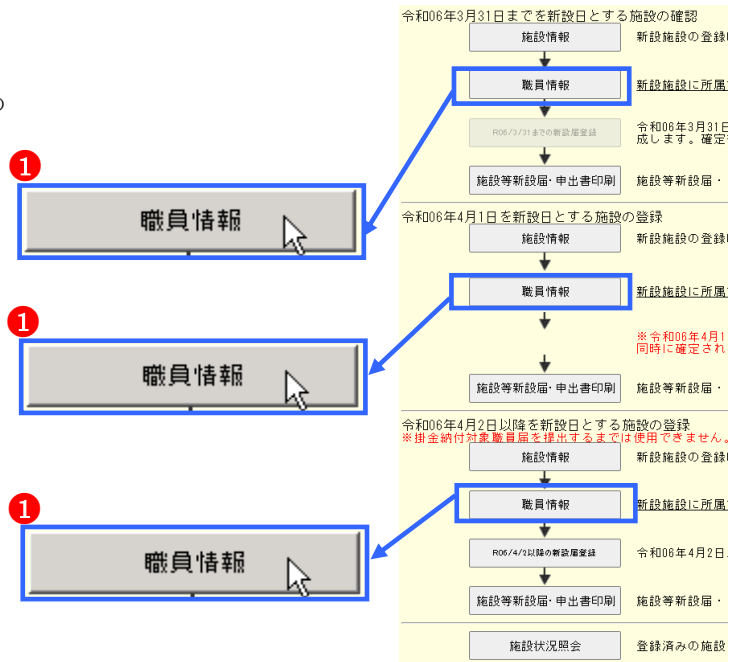 令和06年3月31日までを新設日とする施設の確認
施設情報
新設施設の登録
の
職員情報
新設施設に所属
R06/3/31までの新設届登録
令和06年3月31日
成します。確定
1
職員情報
施設等新設届・申出書印刷
施設等新設届・
令和06年4月1日を新設日とする施設の登録
施設情報
新設施設の登録
職員情報
新設施設に所属
1
職員情報
※令和06年4月1
同時に確定され
施設等新設届・申出書印刷
施設等新設届・
令和06年4月2日以降を新設日とする施設の登録
※掛金納付対象職員届を提出するまでは使用できません。
施設情報
新設施設の登録
1
職員情報
職員情報
新設施設に所属
R06/4/2以降の新設届登録
令和06年4月2日
施設等新設届・申出書印刷
施設等新設届・
施設状況照会
登録済みの施設